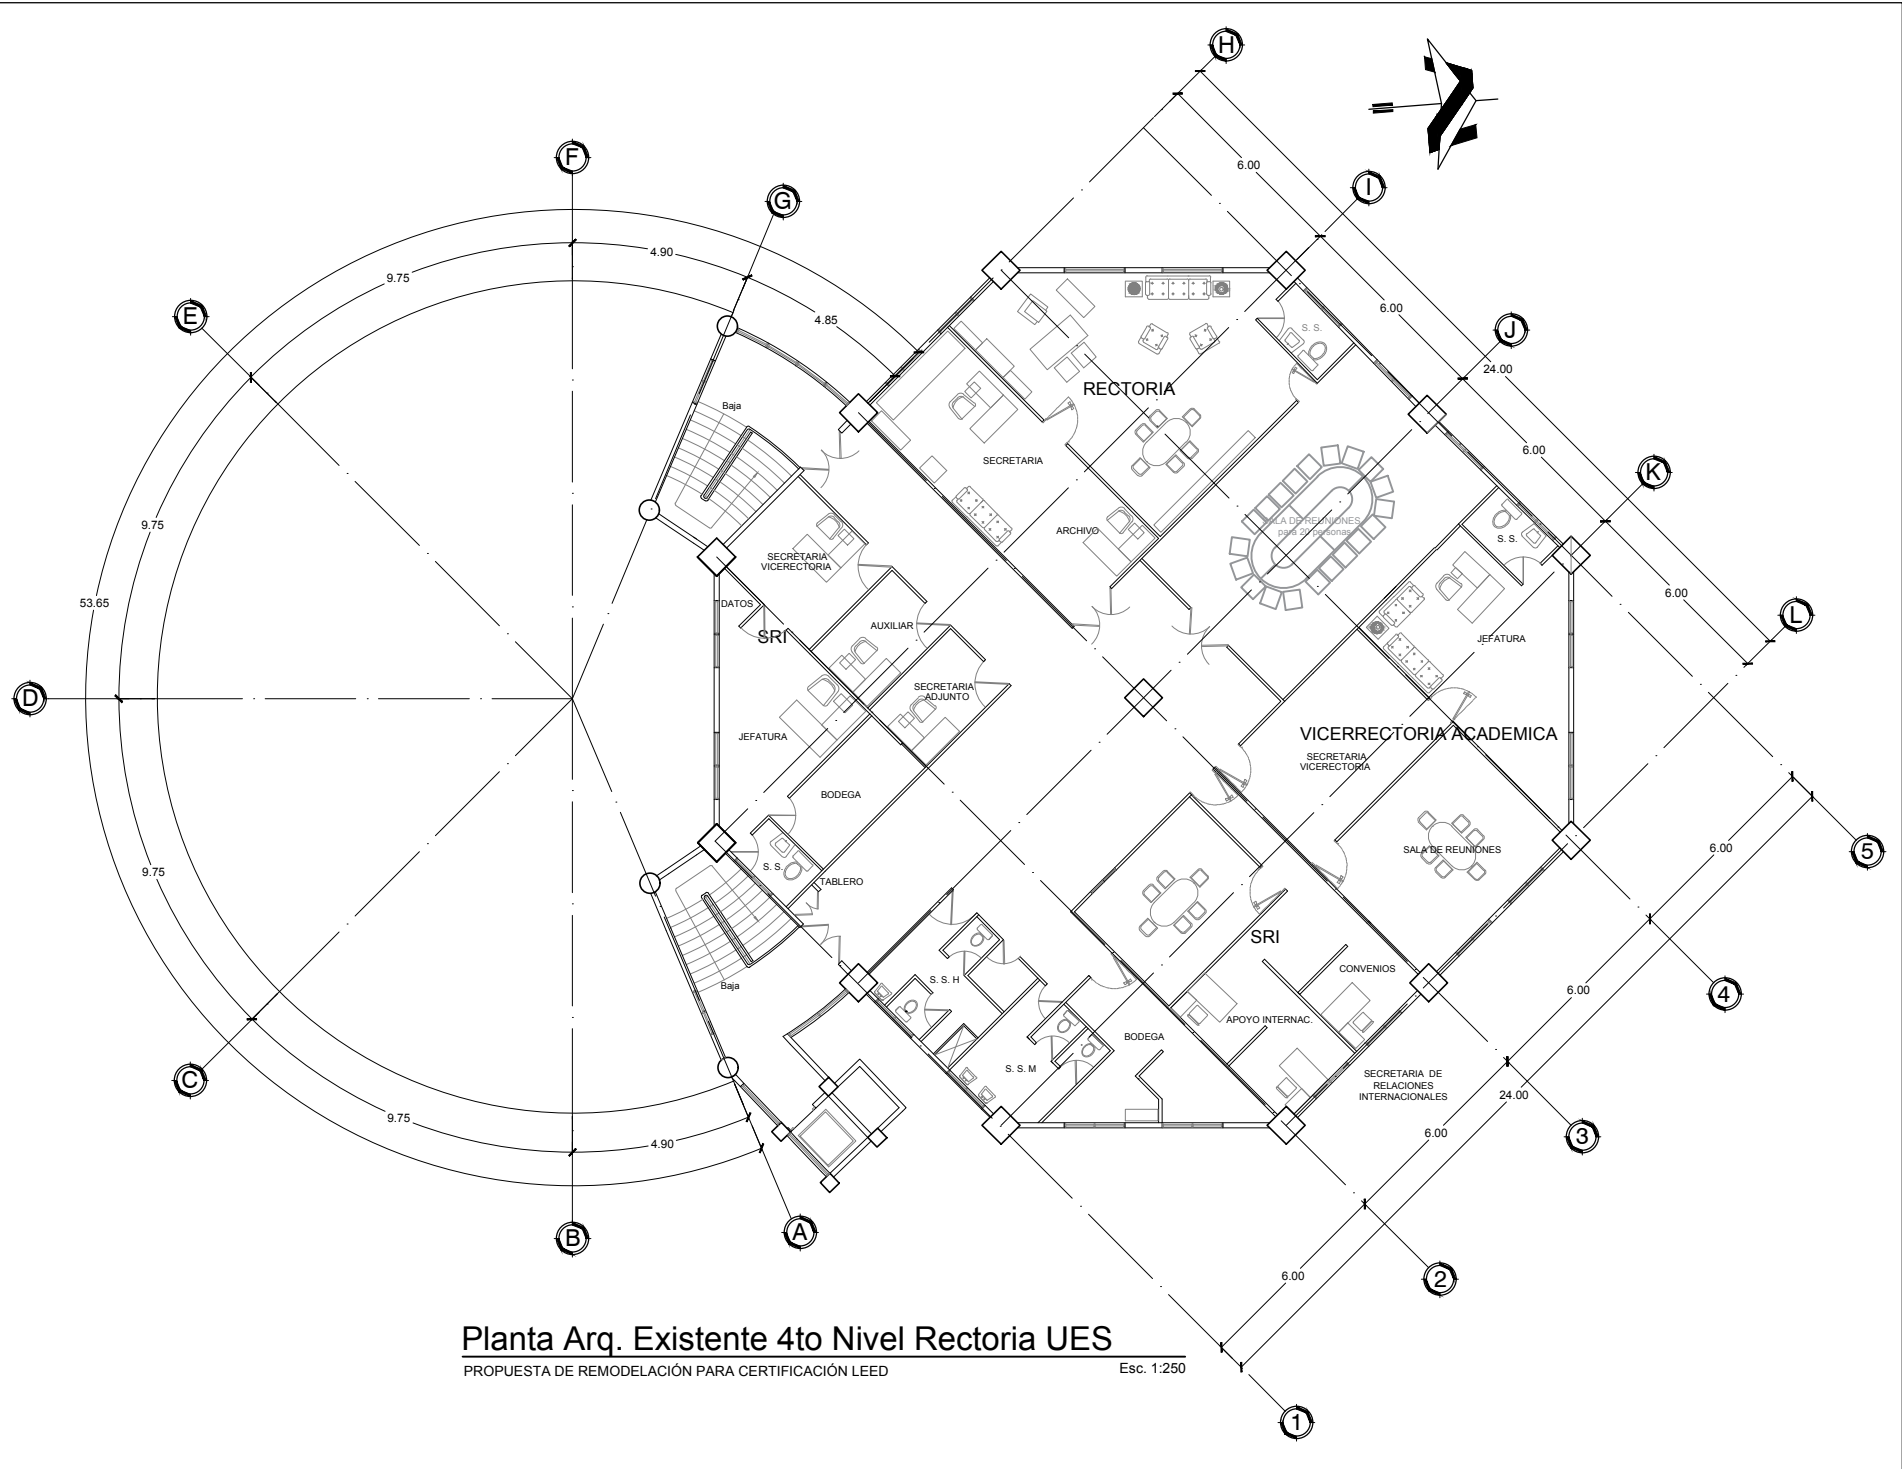 H
F
I
6.00
G
4.90
9.75
E
6.00
4.85
J
24.00
S. S.
RECTORIA
Baja
6.00
SECRETARIA
K
9.75
SALA DE REUNIONES
para 20 personas
ARCHIVO
S. S.
SECRETARIA
VICERECTORIA
6.00
53.65
DATOS
L
AUXILIAR
SRI
JEFATURA
SECRETARIA
ADJUNTO
D
JEFATURA
VICERRECTORIA ACADEMICA
SECRETARIA
VICERECTORIA
BODEGA
6.00
SALA DE REUNIONES
5
9.75
S. S.
TABLERO
SRI
CONVENIOS
S. S. H
Baja
6.00
4
APOYO INTERNAC.
BODEGA
S. S. M
SECRETARIA DE
RELACIONES
INTERNACIONALES
C
24.00
9.75
6.00
3
4.90
A
B
6.00
2
Planta Arq. Existente 4to Nivel Rectoria UES
PROPUESTA DE REMODELACIÓN PARA CERTIFICACIÓN LEED
Esc. 1:250
1